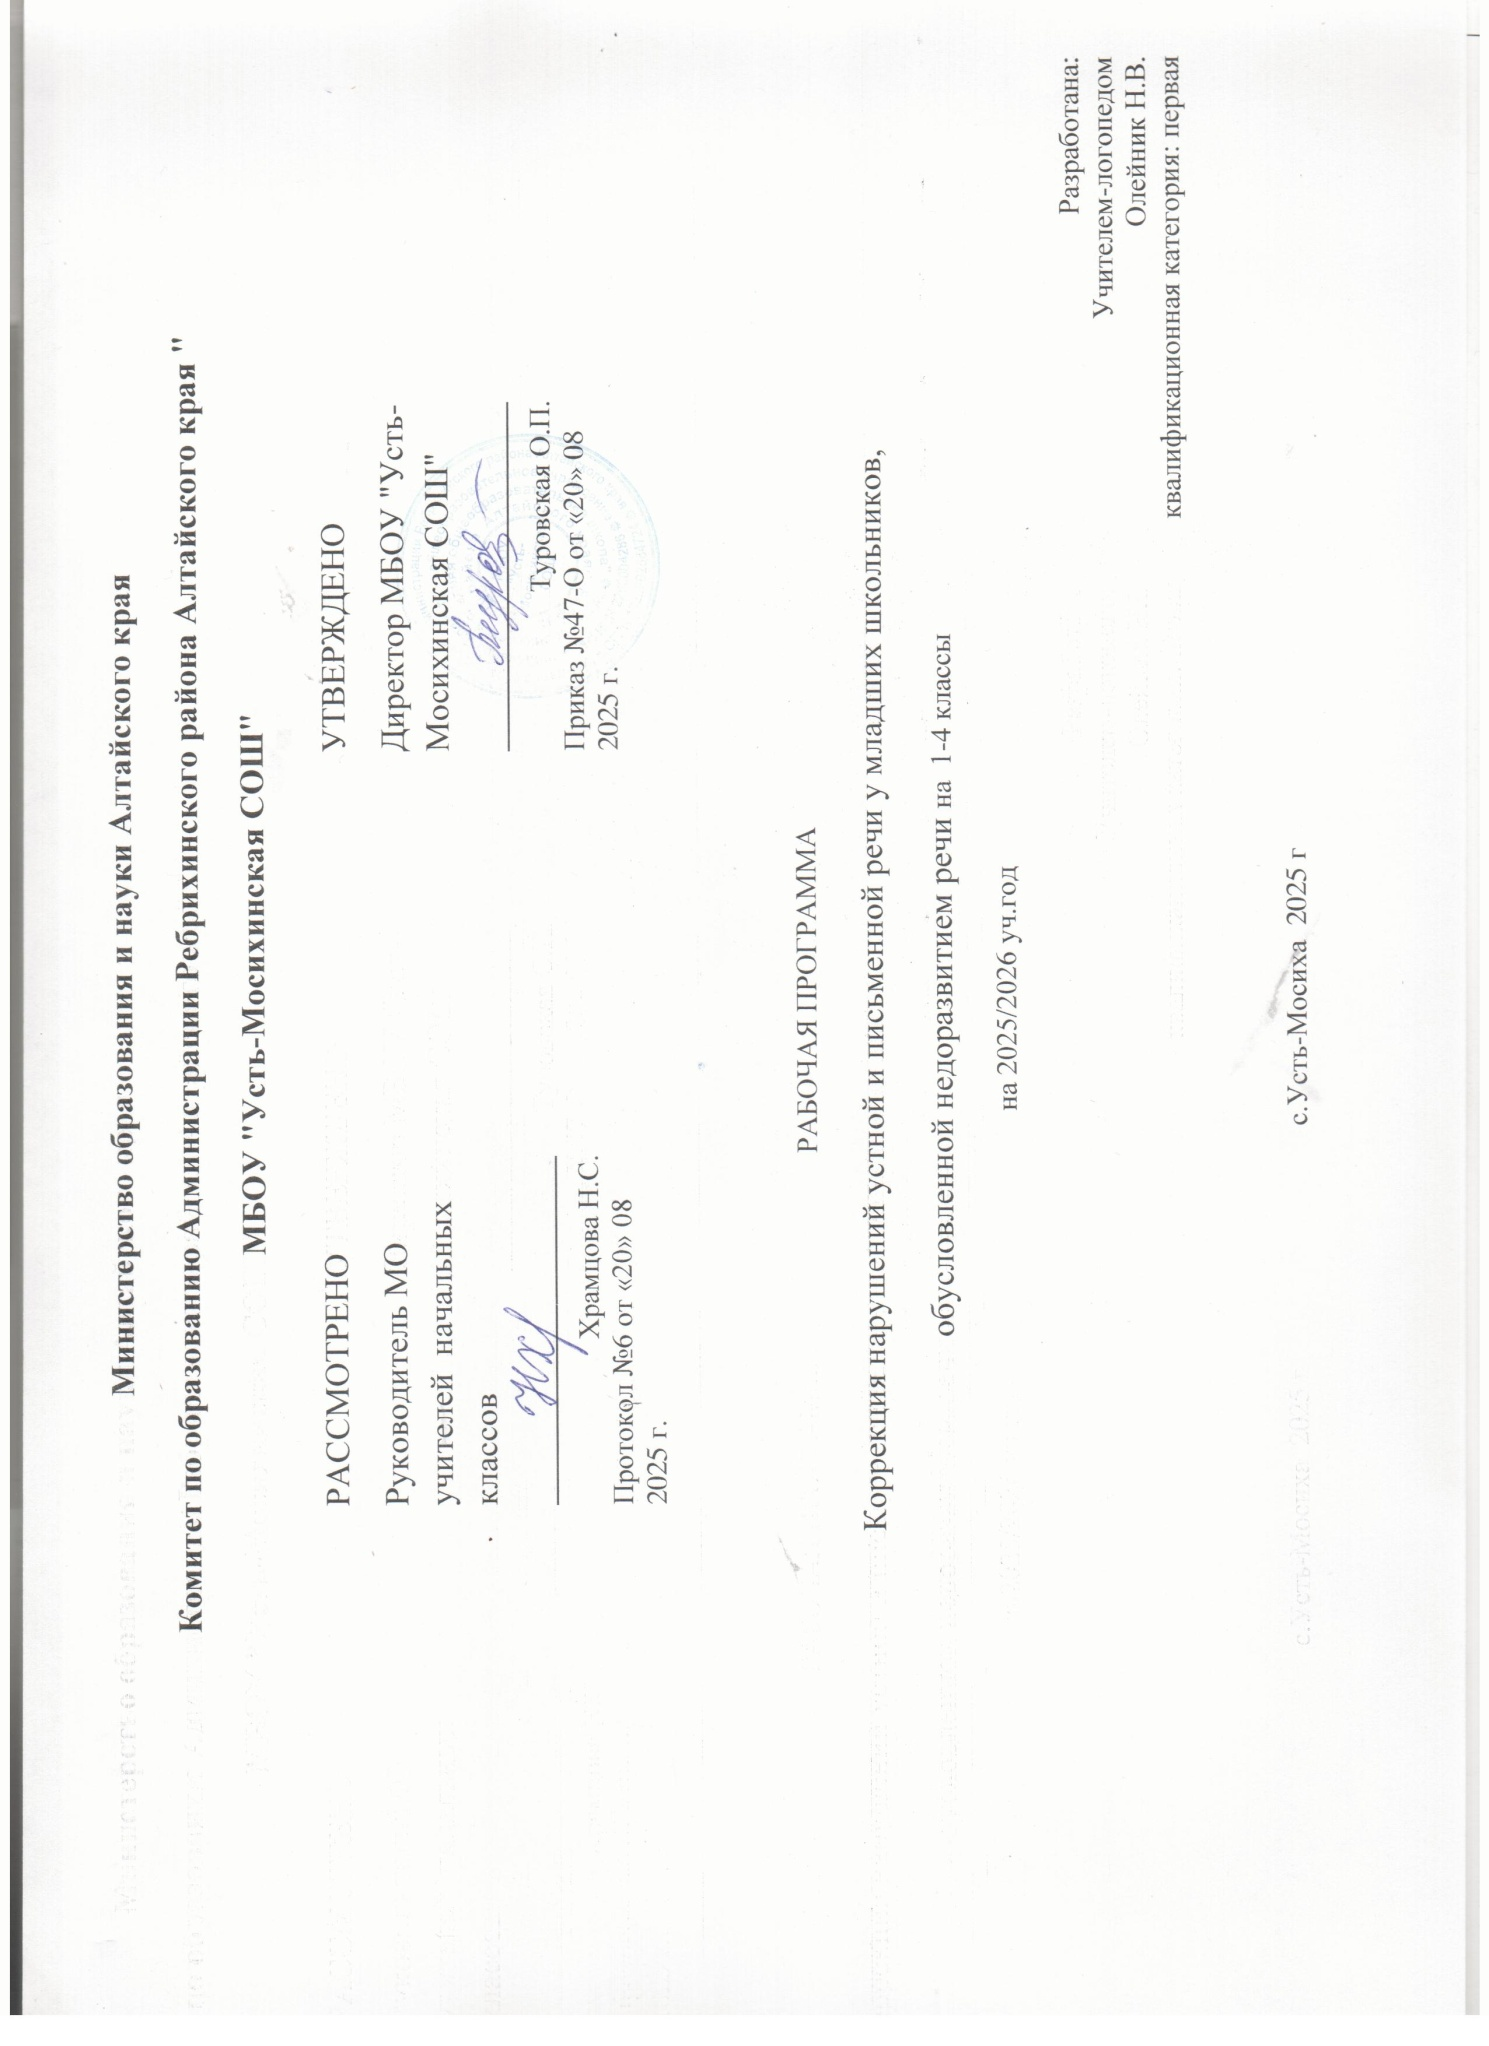 Министерство образования и науки Алтайского края
Комитет по образованию Администрации Ребрихинского района Алтайского края "
МБОУ "Усть-Мосихинская СОШ"
РАССМОТРЕНО
Руководитель МО
учителей начальных
классов
Храмцова Н.С.
Протокол №6 от «20» 08
2025 г.
УТВЕРЖДЕНО
Директор МБОУ "Усть-
Мосихинская СОШ"
Туровская О.П.
Приказ №47-О от «20» 08
2025 г.
РАБОЧАЯ ПРОГРАММА
Коррекция нарушений устной и письменной речи у младших школьников,
обусловленной недоразвитием речи на 1-4 классы
на 2025/2026 уч.год
Разработана:
Учителем-логопедом
Олейник Н.В.
квалификационная категория: первая
с.Усть-Мосиха 2025 г